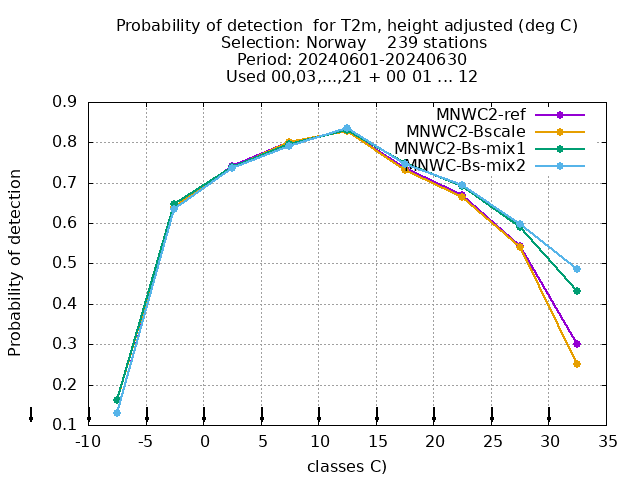 Probability of detection  for T2m, height adjusted (deg C)
Selection: Norway    239 stations
Period: 20240601-20240630
Used 00,03,...,21 + 00 01 ... 12
Probability of detection
0.9
0.8
0.7
0.6
0.5
0.4
0.3
0.2
0.1
MNWC2-ref
MNWC2-Bscale
MNWC2-Bs-mix1
MNWC-Bs-mix2
-10 -5 0 5 10 15 20 25 30 35
classes C)